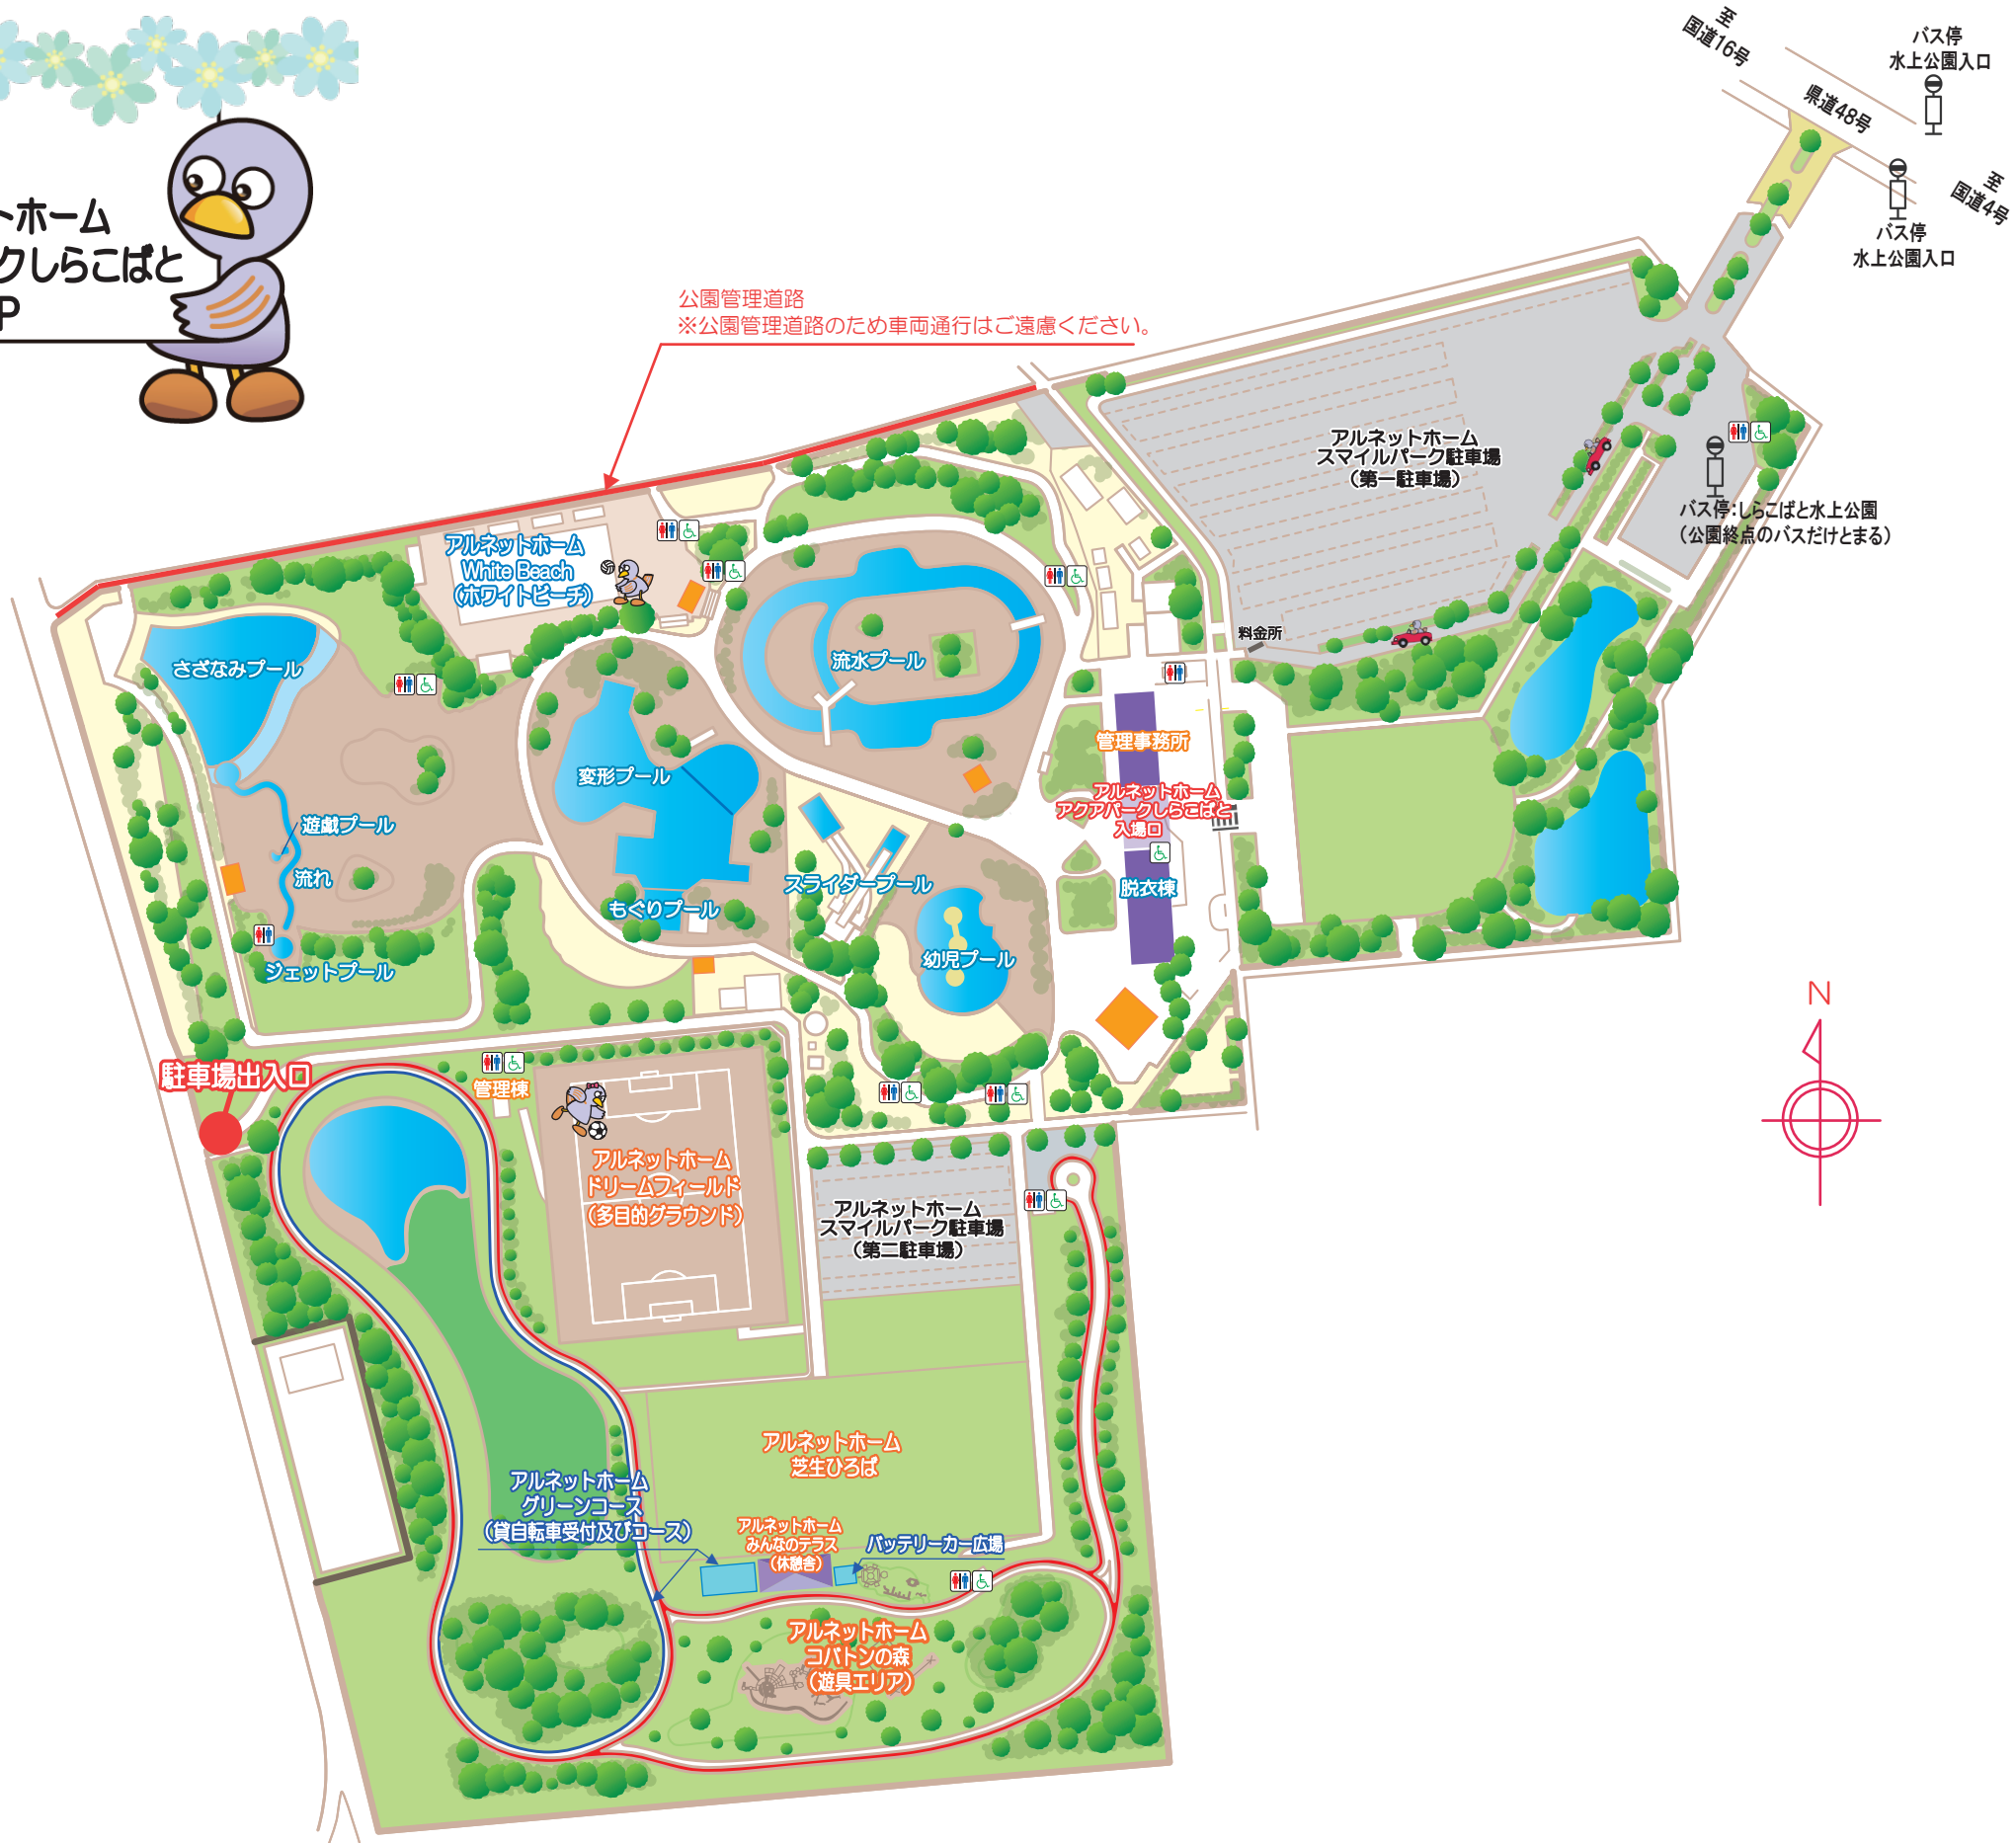 トホーム
クしらこばと
P
至
国道16号
バス停
水上公園入口
県道48号
至
国道4号
バス停
水上公園入口
公園管理道路
※公園管理道路のため車両通行はご遠慮ください。
アルネットホーム
スマイルパーク駐車場
（第一駐車場）
バス停：しらこばと水上公園
（公園終点のバスだけとまる）
アルネットホーム
White Beach
（ホワイトビーチ）
料金所
さざなみプール
流水プール
管理事務所
変形プール
アルネットホーム
アクアパークしらこばと
入場口
遊戯プール
流れ
スライダープール
脱衣棟
もぐりプール
幼児プール
ジェットプール
N
駐車場出入口
管理棟
アルネットホーム
ドリームフィールド
（多目的グラウンド）
アルネットホーム
スマイルパーク駐車場
（第二駐車場）
アルネットホーム
芝生ひろば
アルネットホーム
グリーンコース
（貸自転車受付及びコース）
アルネットホーム
みんなのテラス
（休憩舎）
バッテリーカー広場
アルネットホーム
コバトンの森
（遊具エリア）